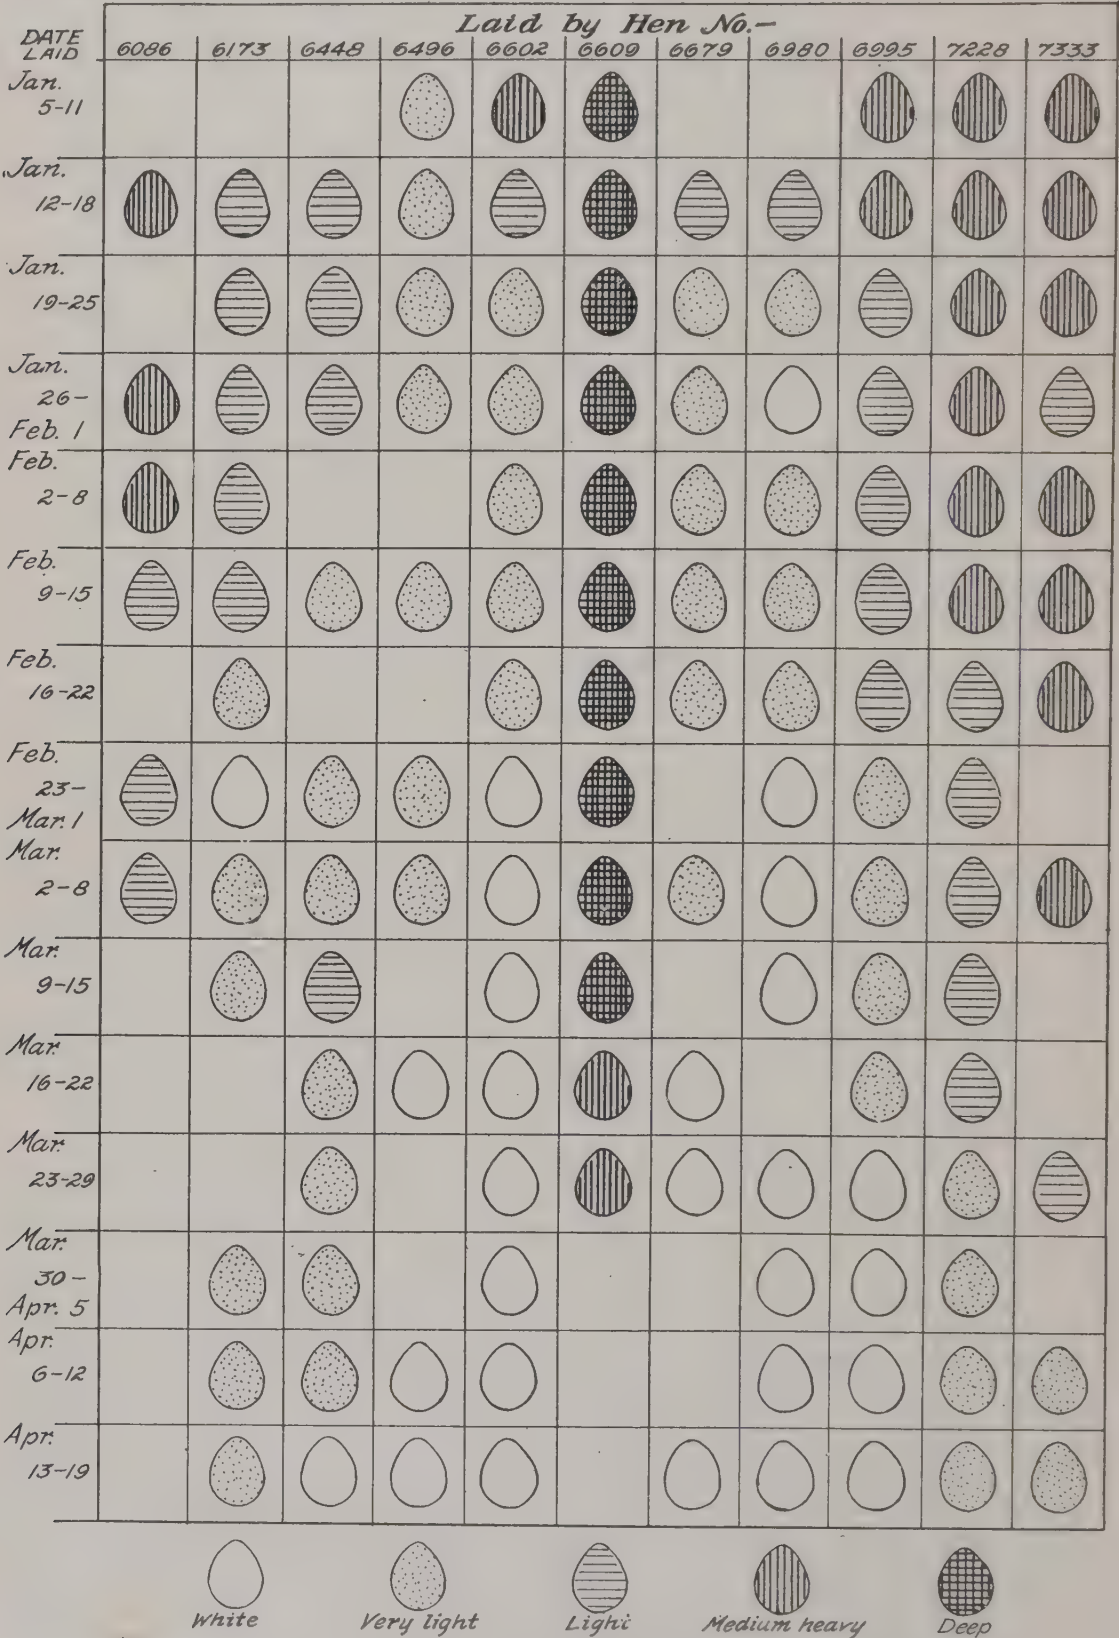 Laid by Hen No.-
DATE
LAID
6086 6173 6448 6496 6602 6609 6679 6980 6995 7228 7333
Jan.
5-11
Jan.
12-18
Jan.
19-25
Jan.
26-
Feb. 1
Feb.
2-8
Feb.
9-15
Feb.
16-22
Feb.
23-
Mar. 1
Mar.
2-8
Mar.
9-15
Mar.
16-22
Mar.
23-29
Mar.
30-
Apr. 5
Apr.
6-12
Apr.
13-19
White Very light Light Medium heavy Deep